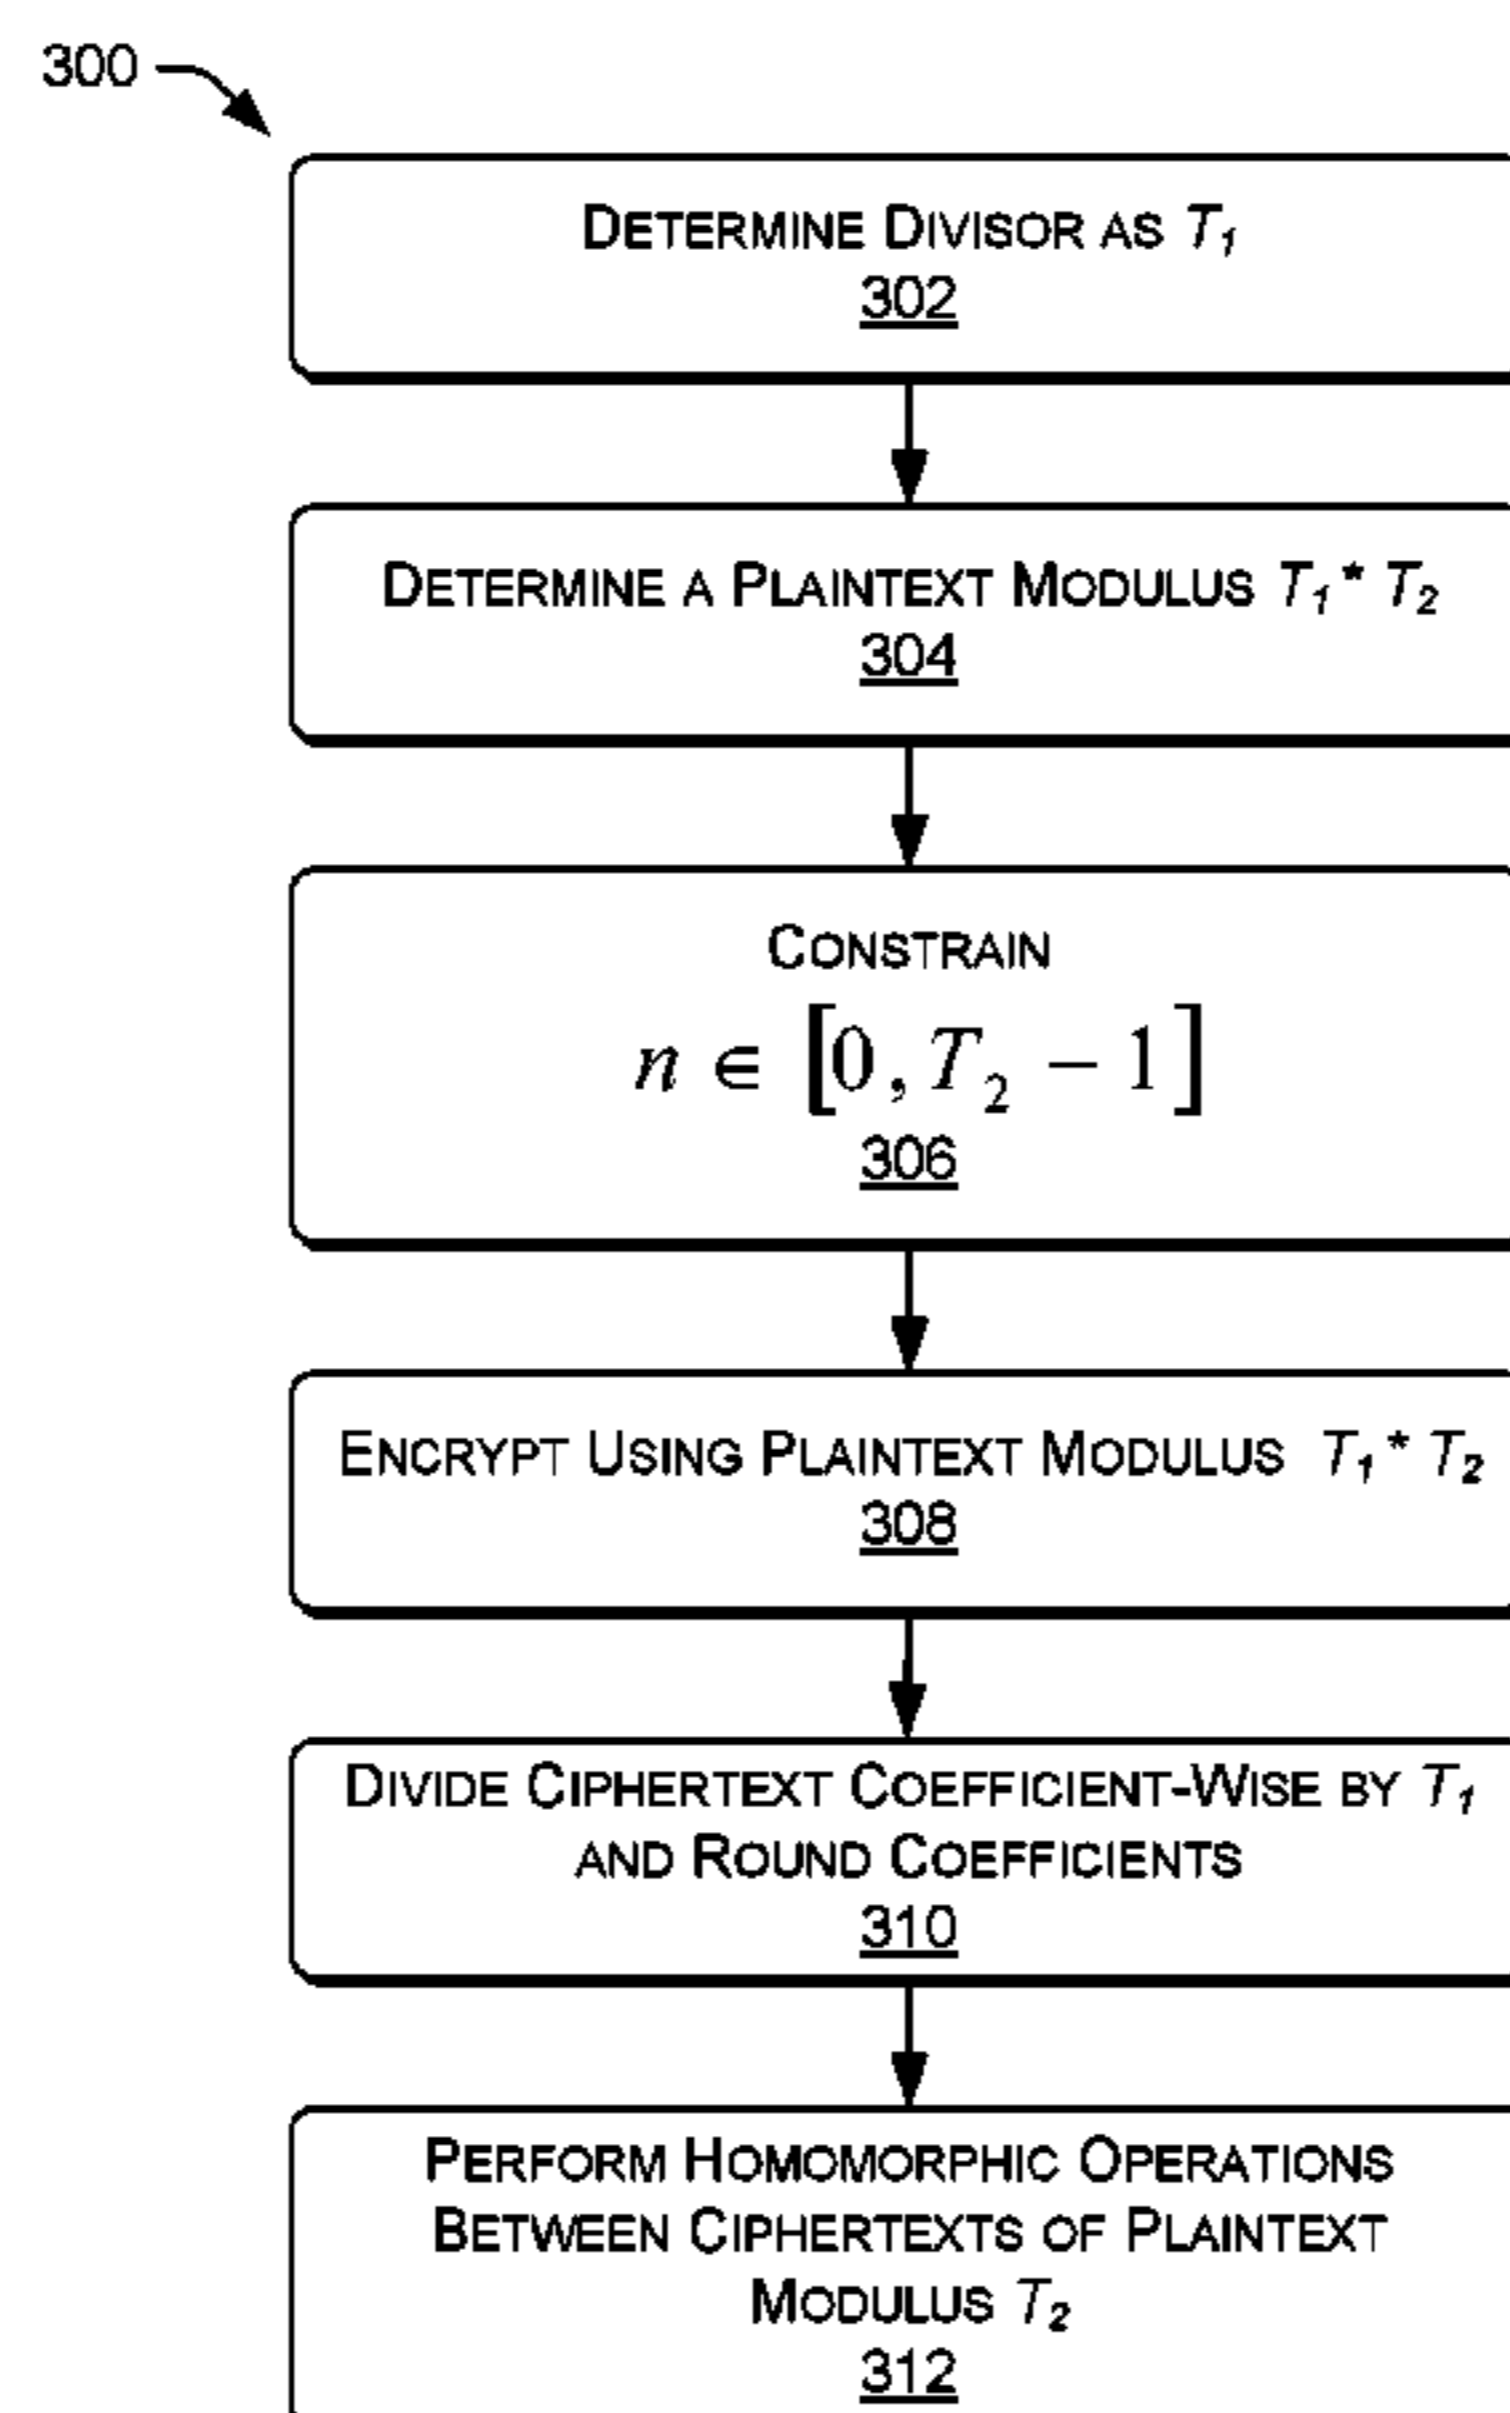 300
DETERMINE DIVISOR AS T₁
302
DETERMINE A PLAINTEXT MODULUS T₁ * T₂
304
CONSTRAIN
n ∈ [0, T₂ − 1]
306
ENCRYPT USING PLAINTEXT MODULUS T₁ * T₂
308
DIVIDE CIPHERTEXT COEFFICIENT-WISE BY T₁
AND ROUND COEFFICIENTS
310
PERFORM HOMOMORPHIC OPERATIONS
BETWEEN CIPHERTEXTS OF PLAINTEXT
MODULUS T₂
312